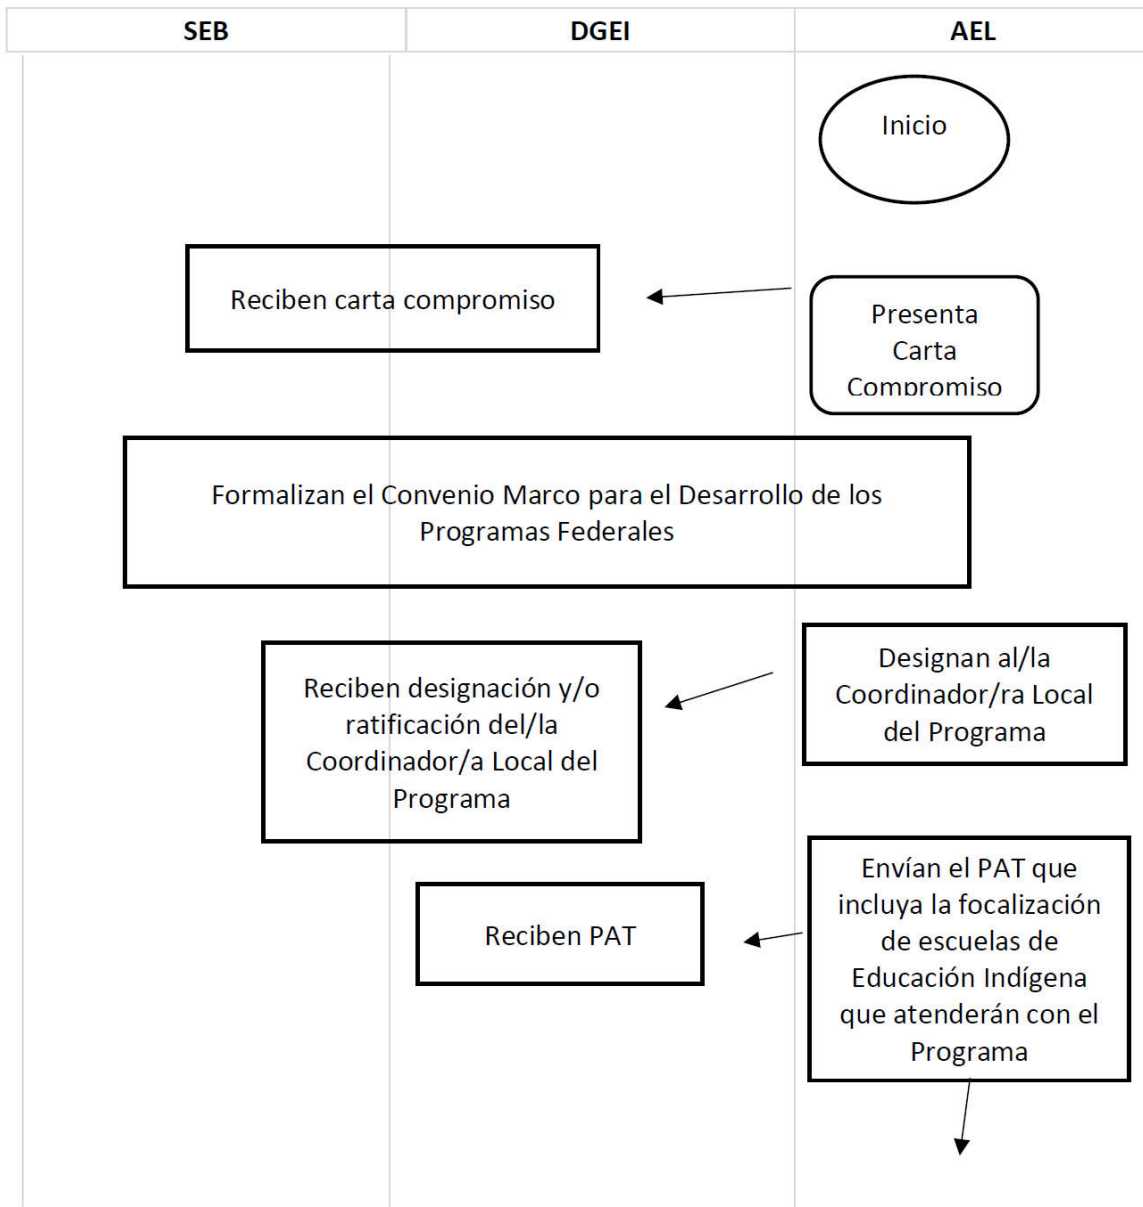 SEB
DGEI
AEL
Inicio
Reciben carta compromiso
Presenta
Carta
Compromiso
Formalizan el Convenio Marco para el Desarrollo de los
Programas Federales
Reciben designación y/o
ratificación del/la
Coordinador/a Local del
Programa
Designan al/la
Coordinador/ra Local
del Programa
Reciben PAT
Envían el PAT que
incluya la focalización
de escuelas de
Educación Indígena
que atenderán con el
Programa